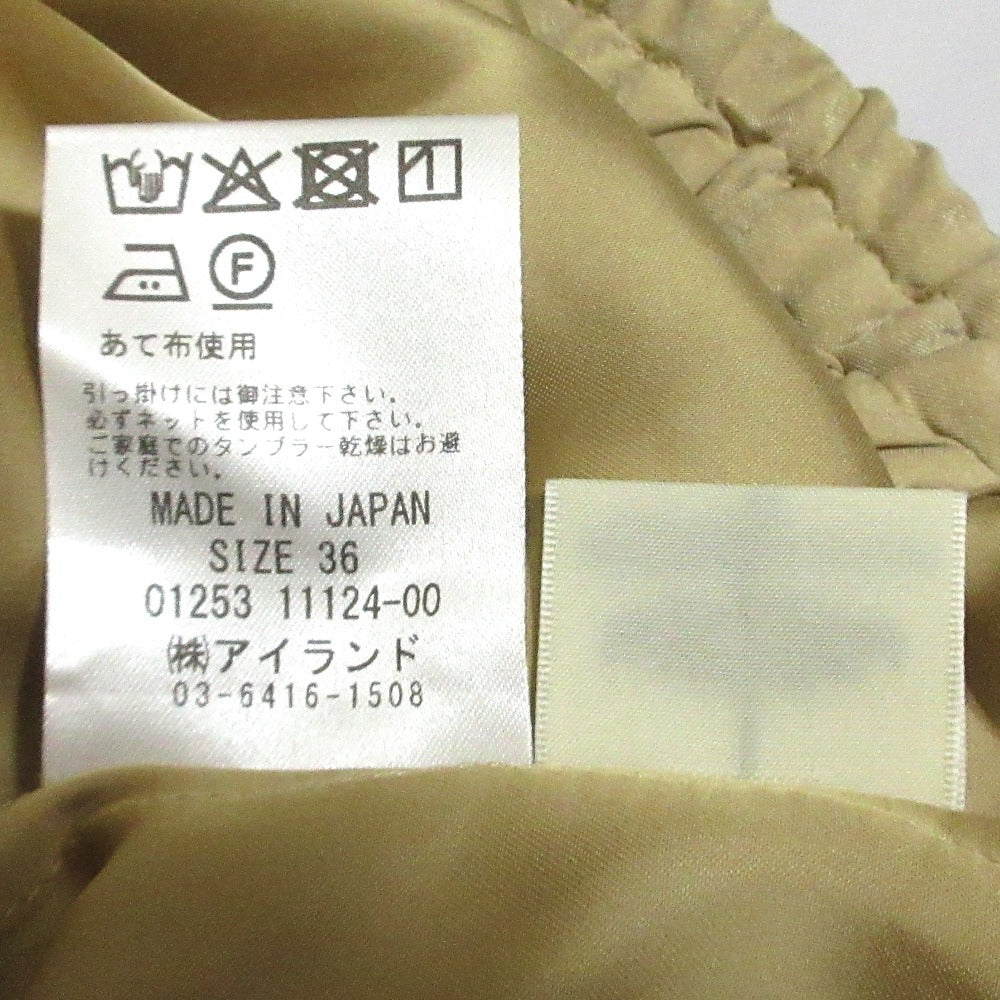 F
あて布使用
引っ掛けには御注意下さい。
必ずネットを使用して下さい。
ご家庭でのタンブラー乾燥はお避
けください。
MADE IN JAPAN
SIZE 36
01253 11124-00
㈱アイランド
03-6416-1508